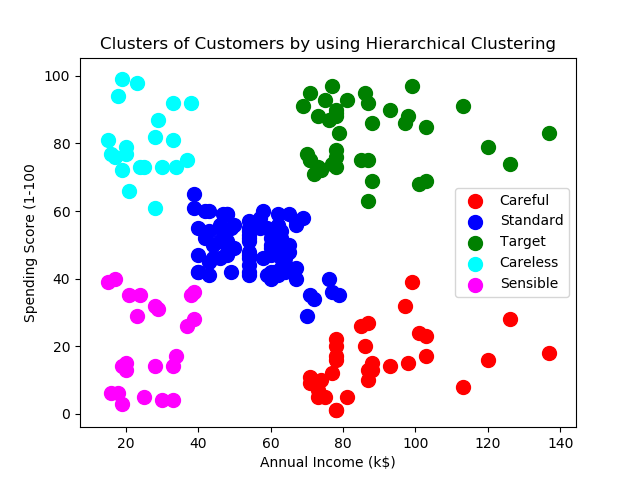 Clusters of Customers by using Hierarchical Clustering
100
80
60
40
20
0
Spending Score (1-100
Careful
Standard
Target
Careless
Sensible
20 40 60 80 100 120 140
Annual Income (k$)